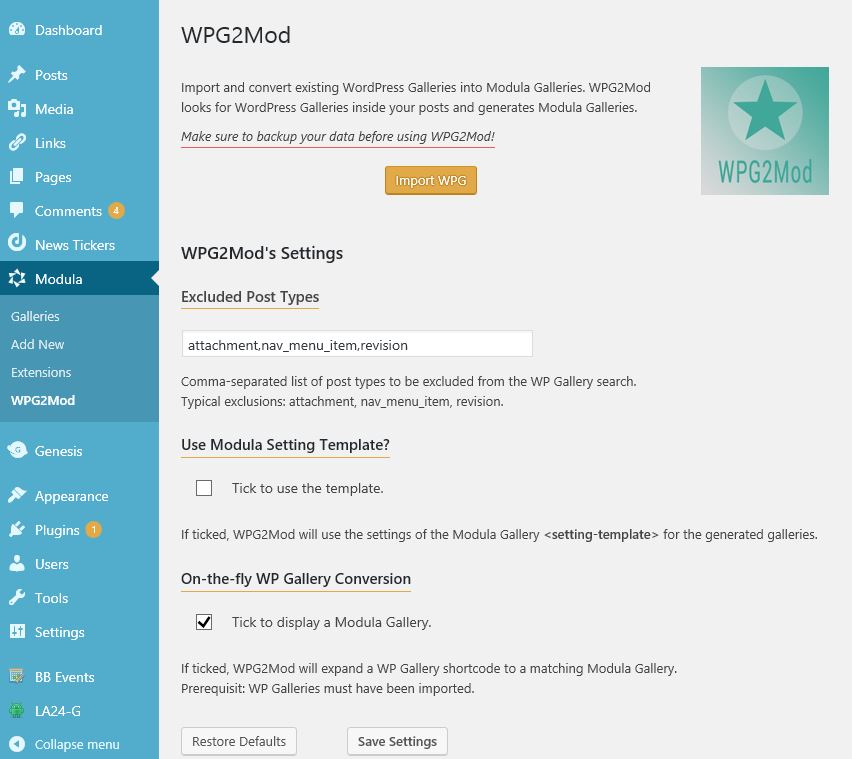 Dashboard
Posts
Media
Links
Pages
Comments 4
News Tickers
Modula
Galleries
Add New
Extensions
WPG2Mod
Genesis
Appearance
Plugins 1
Users
Tools
Settings
BB Events
LA24-G
Collapse menu
WPG2Mod
Import and convert existing WordPress Galleries into Modula Galleries. WPG2Mod
looks for WordPress Galleries inside your posts and generates Modula Galleries.
Make sure to backup your data before using WPG2Mod!
Import WPG
WPG2Mod
WPG2Mod's Settings
Excluded Post Types
attachment,nav_menu_item,revision
Comma-separated list of post types to be excluded from the WP Gallery search.
Typical exclusions: attachment, nav_menu_item, revision.
Use Modula Setting Template?
Tick to use the template.
If ticked, WPG2Mod will use the settings of the Modula Gallery <setting-template> for the generated galleries.
On-the-fly WP Gallery Conversion
Tick to display a Modula Gallery.
If ticked, WPG2Mod will expand a WP Gallery shortcode to a matching Modula Gallery.
Prerequisit: WP Galleries must have been imported.
Restore Defaults
Save Settings